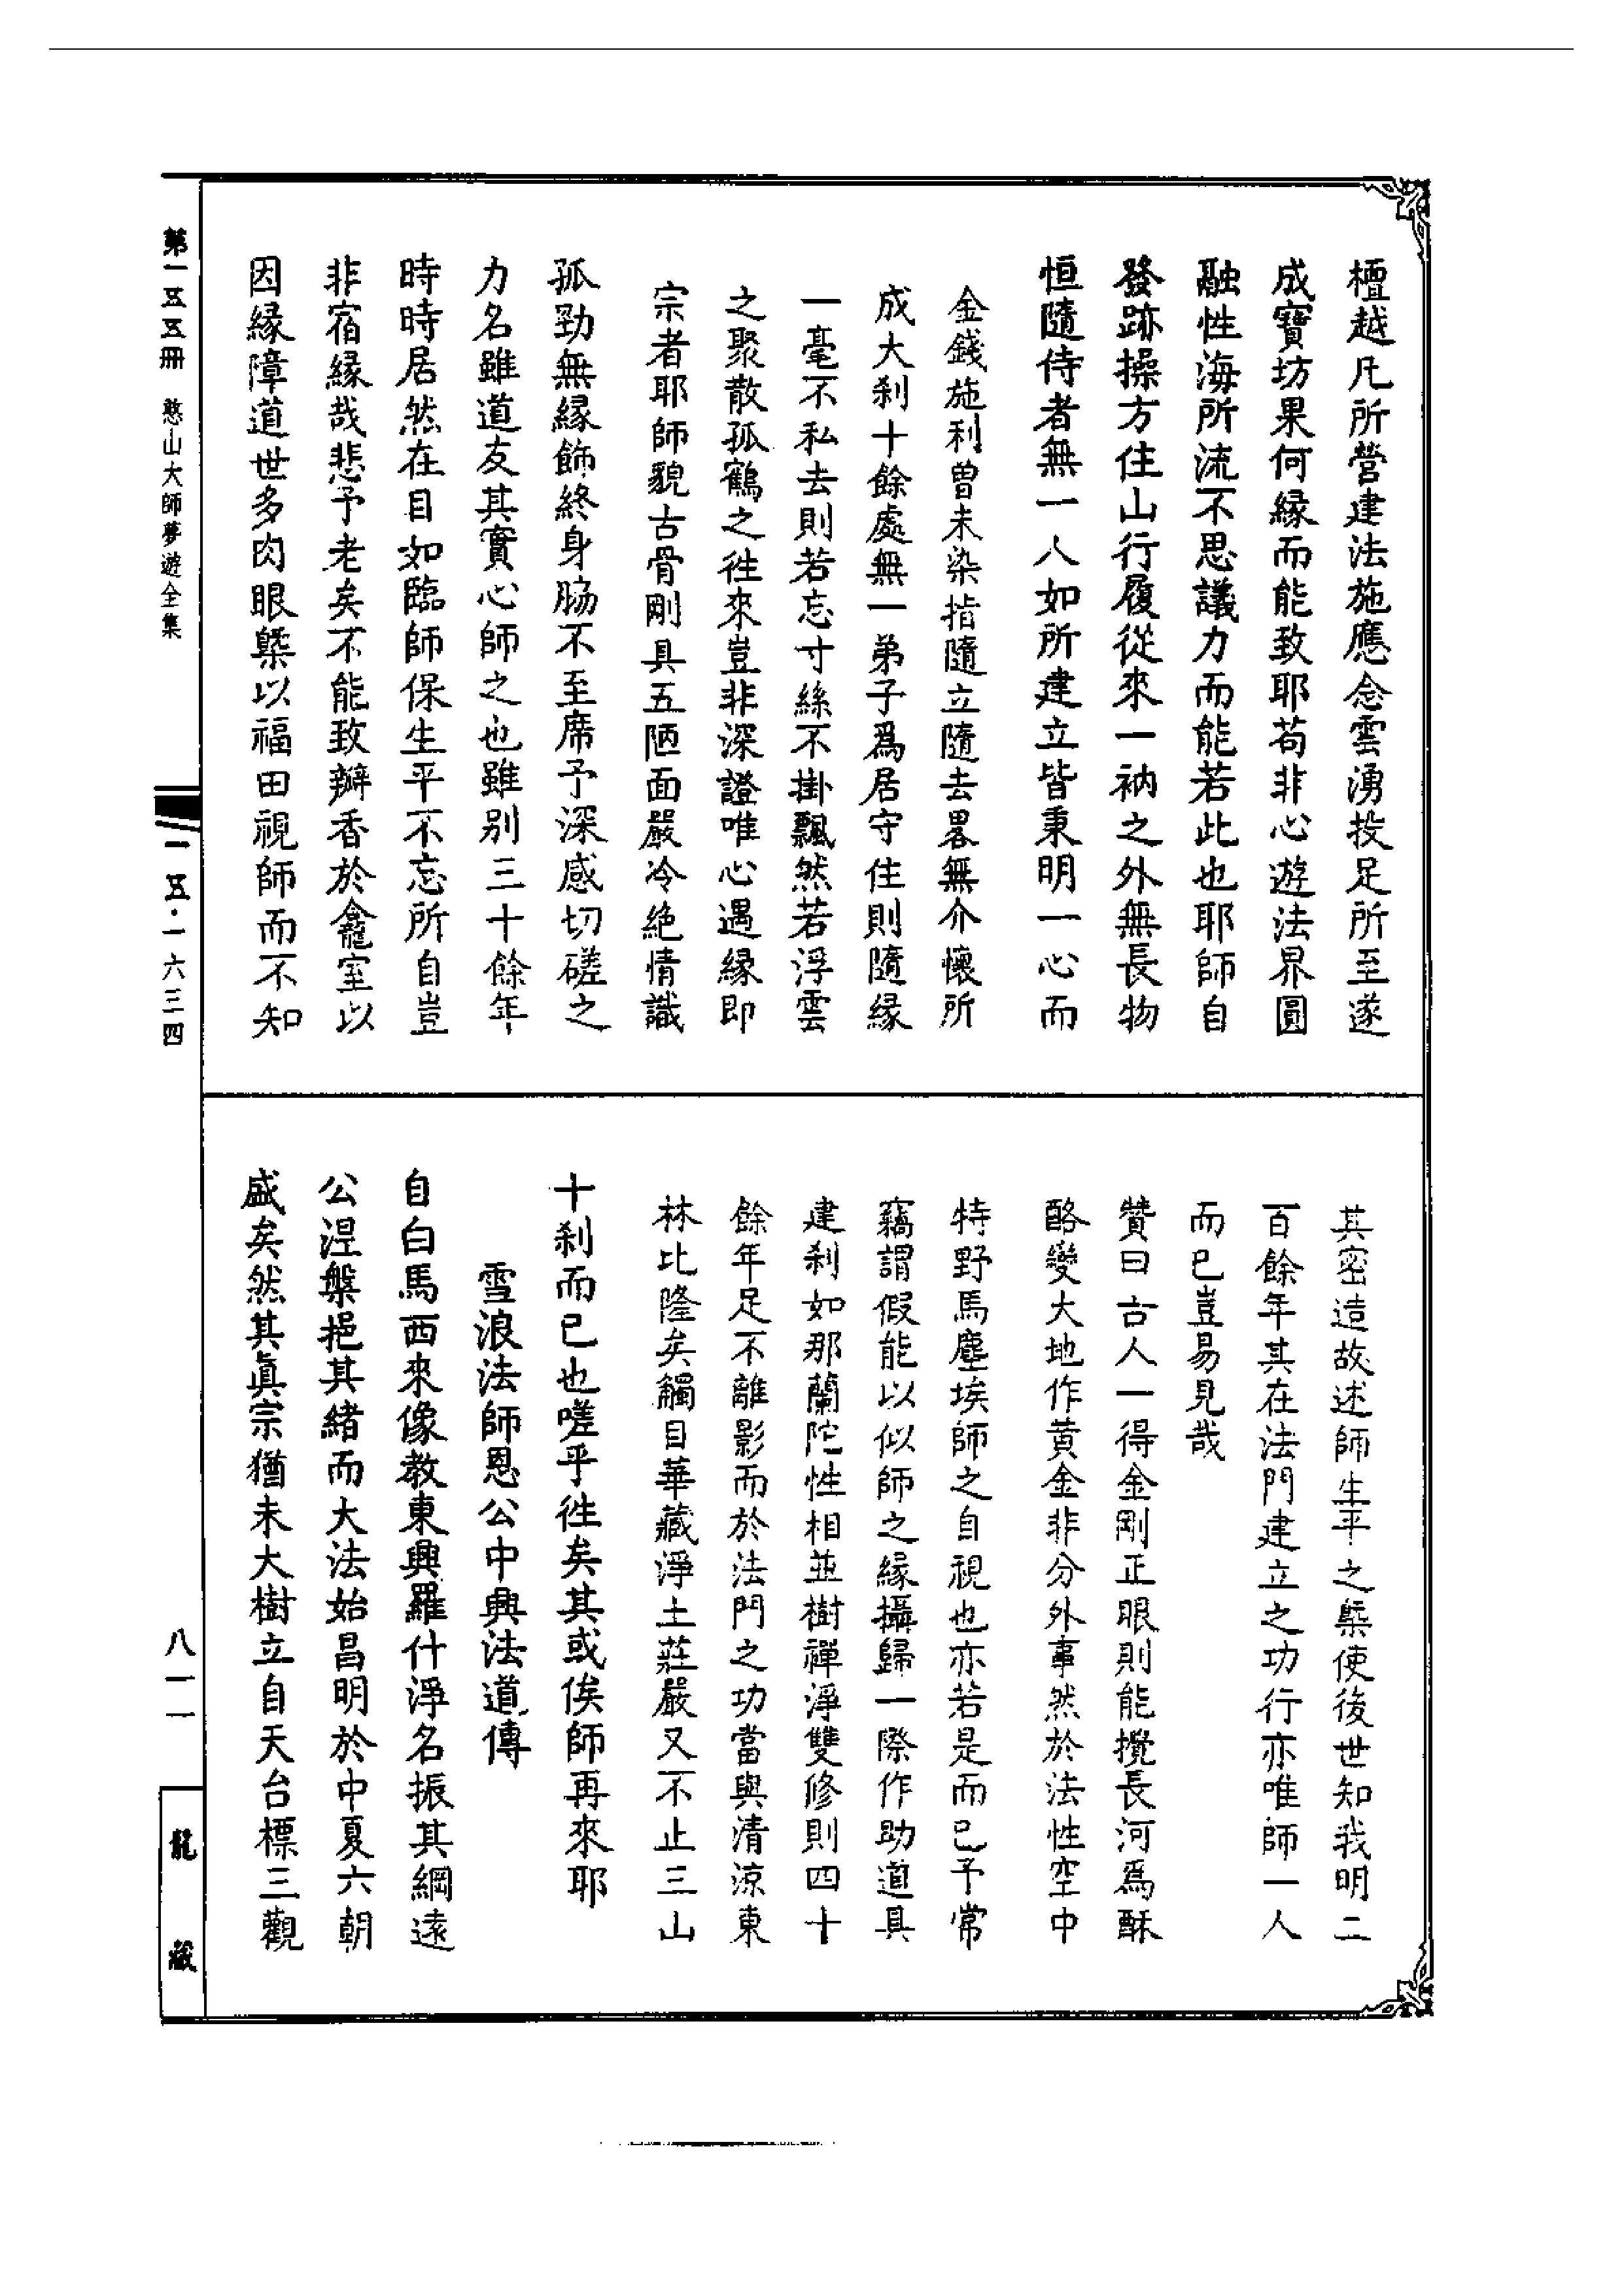 檀越凡所營建法施應念雲湧投足所至遂
成寶坊果何緣而能致耶苟非心遊法界圓
融性海所流不思議力而能若此也耶師自
發跡操方住山行履從來一衲之外無長物
恒隨侍者無一人如所建立皆秉明一心而
金錢施利曾未染指隨立隨去畧無介懷所
成大刹十餘處無一弟子爲居守住則隨緣
一毫不私去則若忘寸絲不掛飄然若浮雲
之聚散孤鶴之徃來豈非深證唯心遇緣即
宗者耶師貌古骨剛具五陋面嚴冷絶情識
孤勁無緣飾終身脇不至席予深感切磋之
力名雖道友其實心師之也雖别三十餘年
時時居然在目如臨師保生平不忘所自豈
非宿緣哉悲予老矣不能致瓣香於龕室以
因緣障道世多肉眼槩以福田視師而不知
其密造故述師生平之槩使後世知我明二
百餘年其在法門建立之功行亦唯師一人
而已豈易見哉
贊曰古人一得金剛正眼則能攪長河爲酥
酪變大地作黄金非分外事然於法性空中
特野馬塵埃師之自視也亦若是而已予常
竊謂假能以似師之緣攝歸一際作助道具
建刹如那蘭陀性相並樹禪淨雙修則四十
餘年足不離影而於法門之功當與清涼東
林比隆矣觸目華藏淨土莊嚴又不止三山
十刹而已也嗟乎徃矣其或俟師再來耶
雪浪法師恩公中興法道傳
自白馬西來像教東興羅什淨名振其綱遠
公涅槃挹其緒而大法始昌明於中夏六朝
盛矣然其眞宗猶未大樹立自天台標三觀
第一五五冊　憨山大師夢遊全集
一五五·一六三四
八一一
龍藏